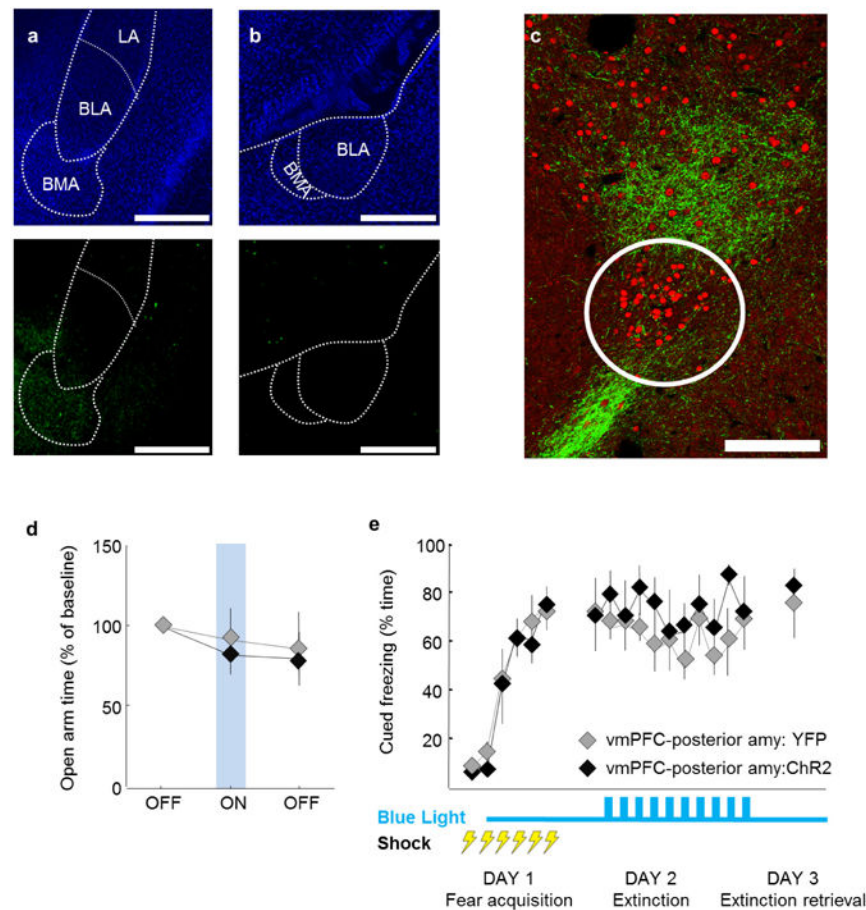 a
LA
BLA
BMA
b
BLA
BMA
c
d
Open arm time (% of baseline)
150
100
50
0
OFF
ON
OFF
e
Cued freezing (% time)
100
80
60
40
20
vmPFC-posterior amy: YFP
vmPFC-posterior amy:ChR2
Blue Light
Shock
DAY 1
Fear acquisition
DAY 2
Extinction
DAY 3
Extinction retrieval